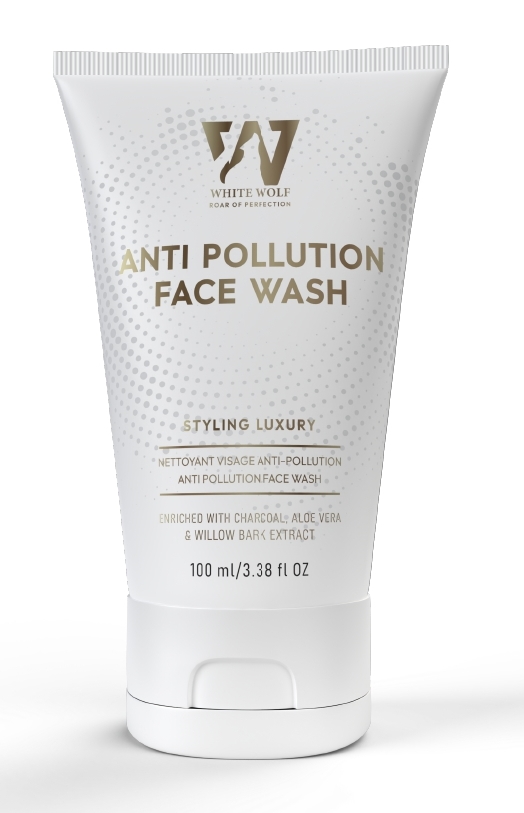 WHITE WOLF
ROAR OF PERFECTION
ANTI POLLUTION
FACE WASH
STYLING LUXURY
NETTOYANT VISAGE ANTI-POLLUTION
ANTI POLLUTION FACE WASH
ENRICHED WITH CHARCOAL, ALOE VERA
& WILLOW BARK EXTRACT
100 ml/3.38 fl OZ